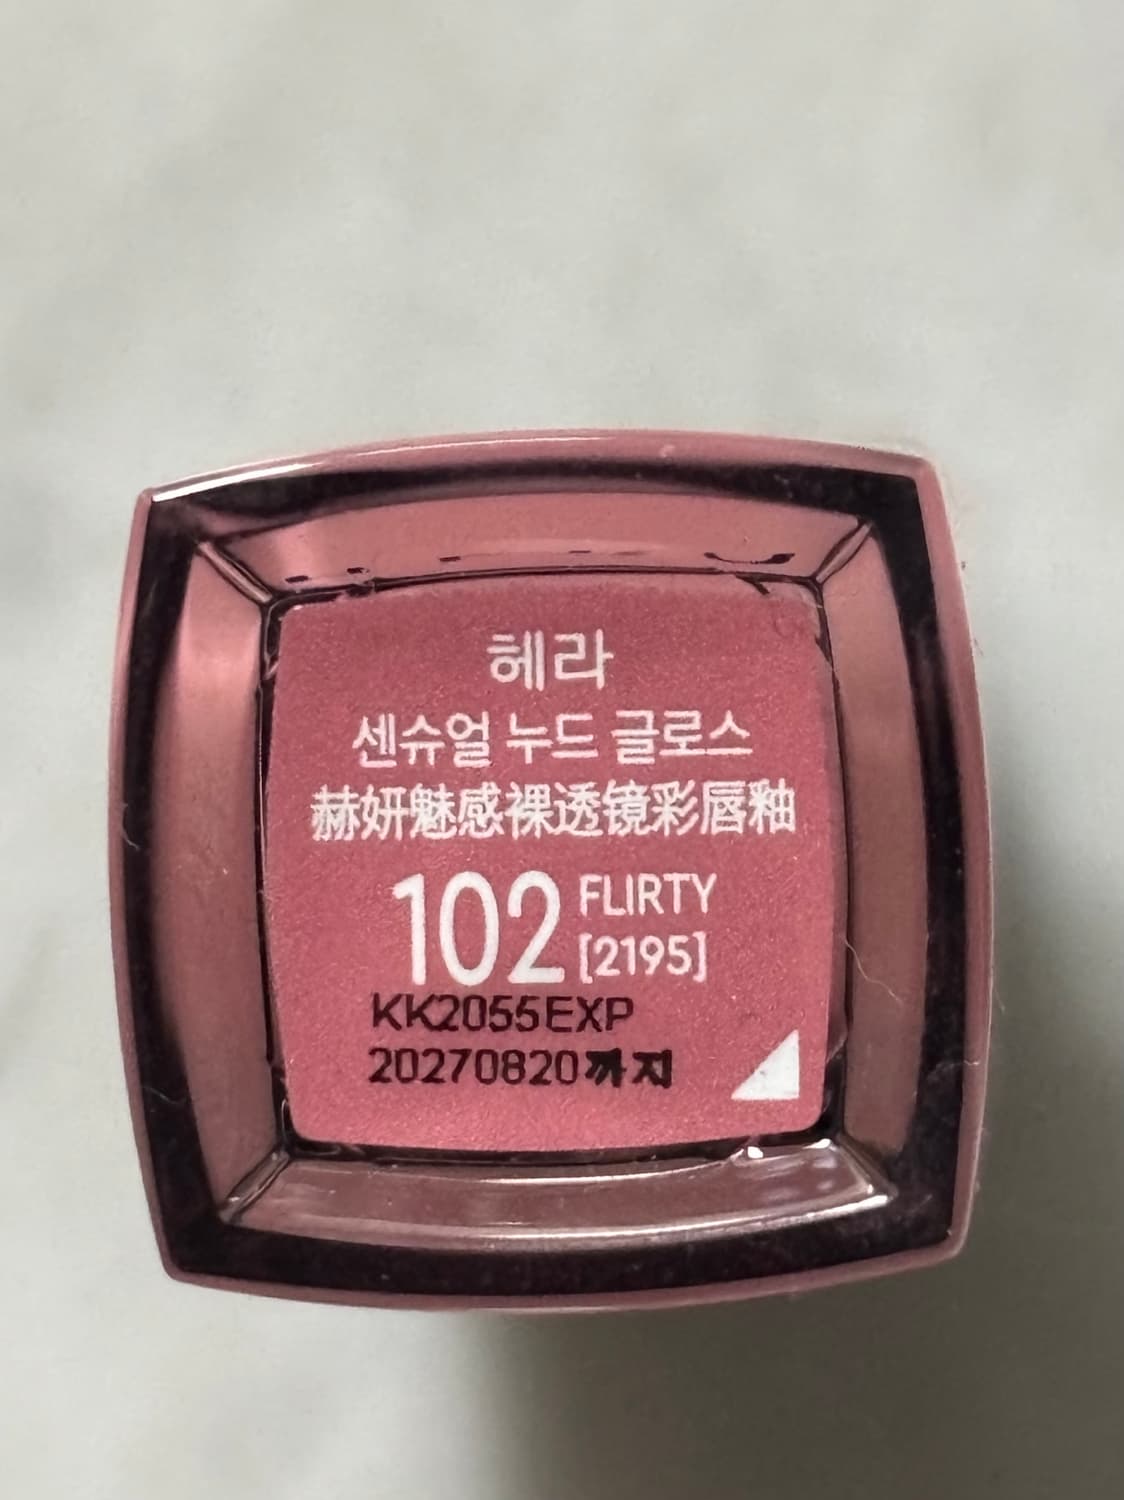 헤라
센슈얼 누드 글로스
赫妍魅感裸透镜彩唇釉
102 FLIRTY
[2195]
KK2055EXP
20270820까지